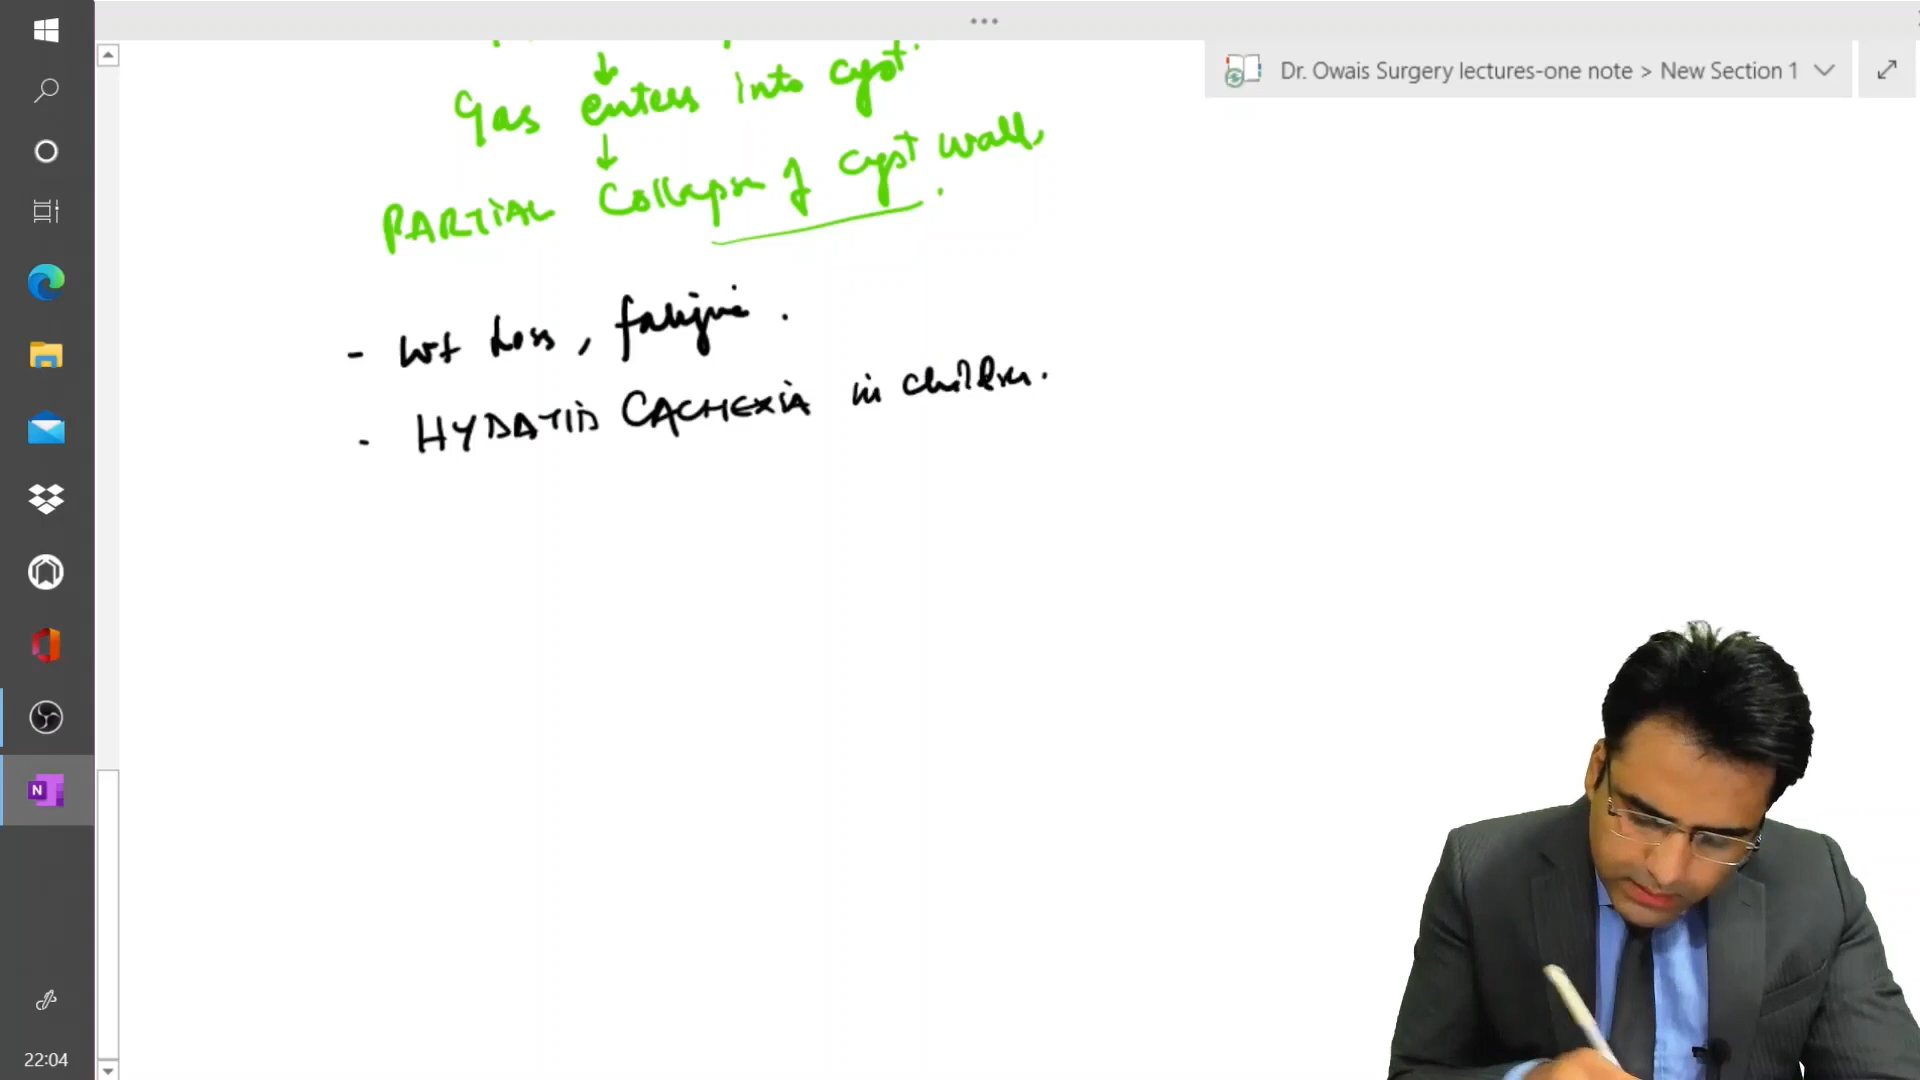 ...
Dr. Owais Surgery lectures-one note > New Section 1
↓
Gas enters into cyst.
↓
PARTIAL Collapse of cyst wall
- wt loss, fatigue.
- HYDATID CACHEXIA in children.
N
22:04